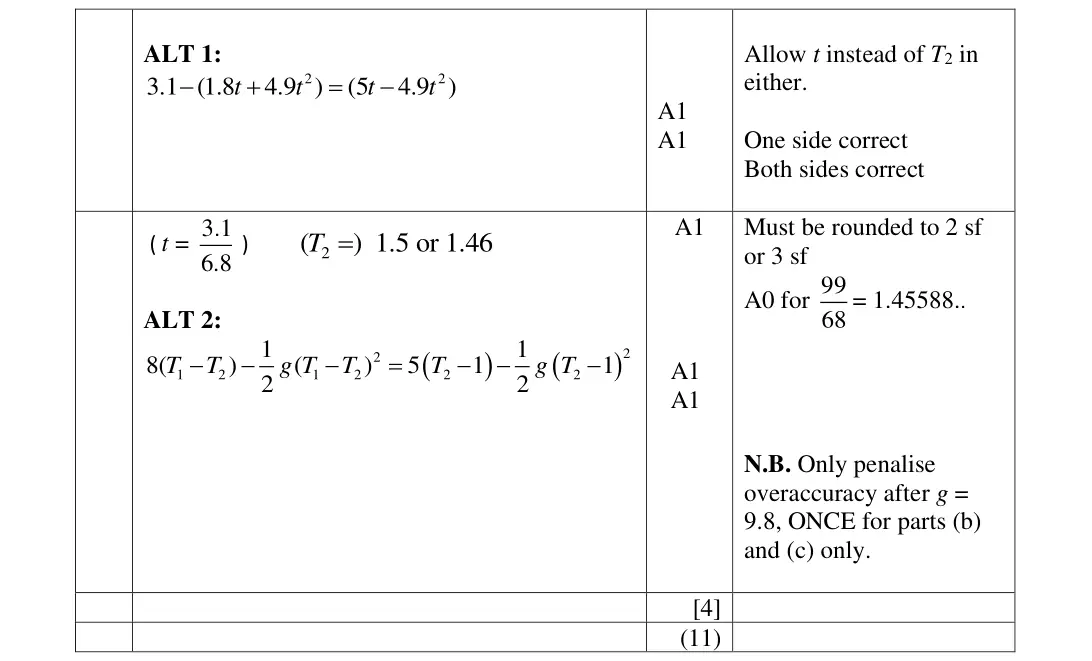 ALT 1:
3.1−(1.8t+4.9t²)=(5t−4.9t²)
A1
A1
Allow t instead of T₂ in
either.
One side correct
Both sides correct
(t = 3.1/6.8) (T₂ =) 1.5 or 1.46
ALT 2:
8(T₁−T₂)−1/2 g(T₁−T₂)²=5(T₂−1)−1/2 g(T₂−1)²
A1
A1
A1
Must be rounded to 2 sf
or 3 sf
A0 for 99/68 = 1.45588..
N.B. Only penalise
overaccuracy after g =
9.8, ONCE for parts (b)
and (c) only.
[4]
(11)